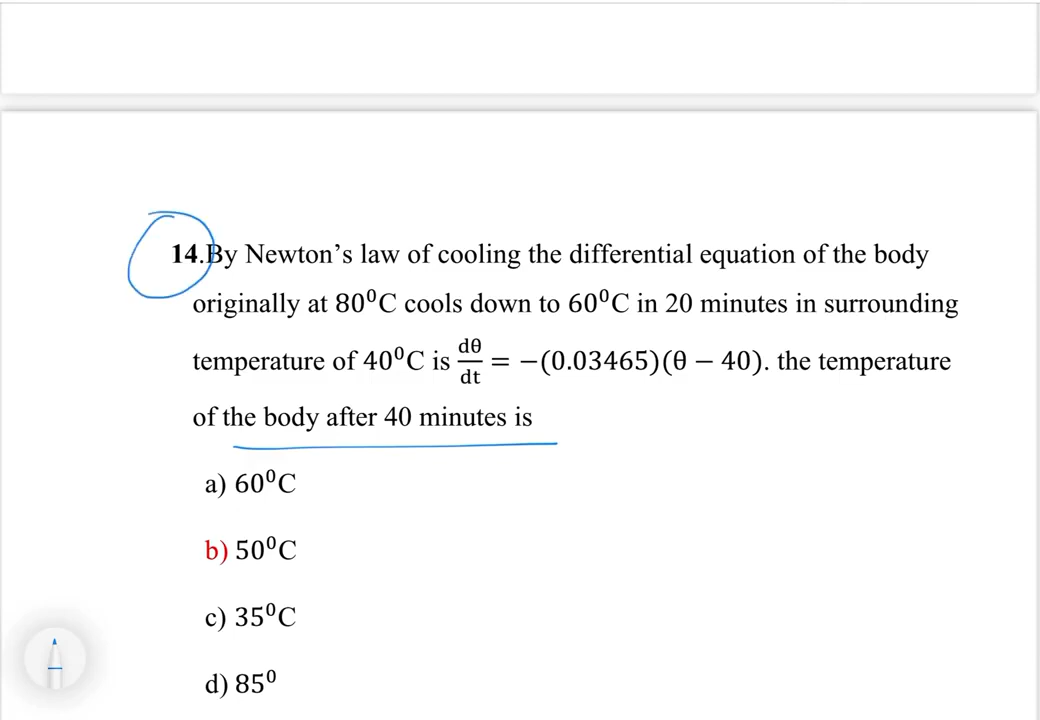 14.By Newton’s law of cooling the differential equation of the body
originally at 80⁰C cools down to 60⁰C in 20 minutes in surrounding
temperature of 40⁰C is dθ/dt = −(0.03465)(θ − 40). the temperature
of the body after 40 minutes is
a) 60⁰C
b) 50⁰C
c) 35⁰C
d) 85⁰